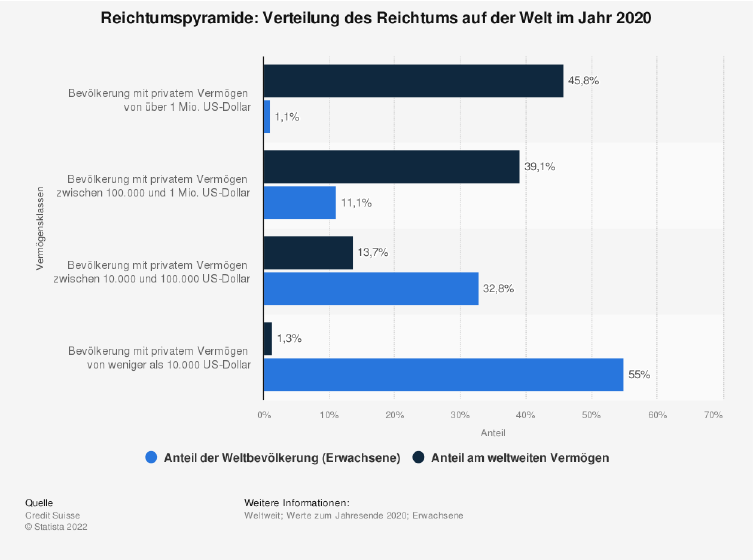 Reichtumspyramide: Verteilung des Reichtums auf der Welt im Jahr 2020
Vermögensklassen
Bevölkerung mit privatem Vermögen
von über 1 Mio. US-Dollar
45,8%
1,1%
Bevölkerung mit privatem Vermögen
zwischen 100.000 und 1 Mio. US-Dollar
39,1%
11,1%
Bevölkerung mit privatem Vermögen
zwischen 10.000 und 100.000 US-Dollar
13,7%
32,8%
Bevölkerung mit privatem Vermögen
von weniger als 10.000 US-Dollar
1,3%
55%
0% 10% 20% 30% 40% 50% 60% 70%
Anteil
Anteil der Weltbevölkerung (Erwachsene) Anteil am weltweiten Vermögen
Quelle
Credit Suisse
© Statista 2022
Weitere Informationen:
Weltweit; Werte zum Jahresende 2020; Erwachsene